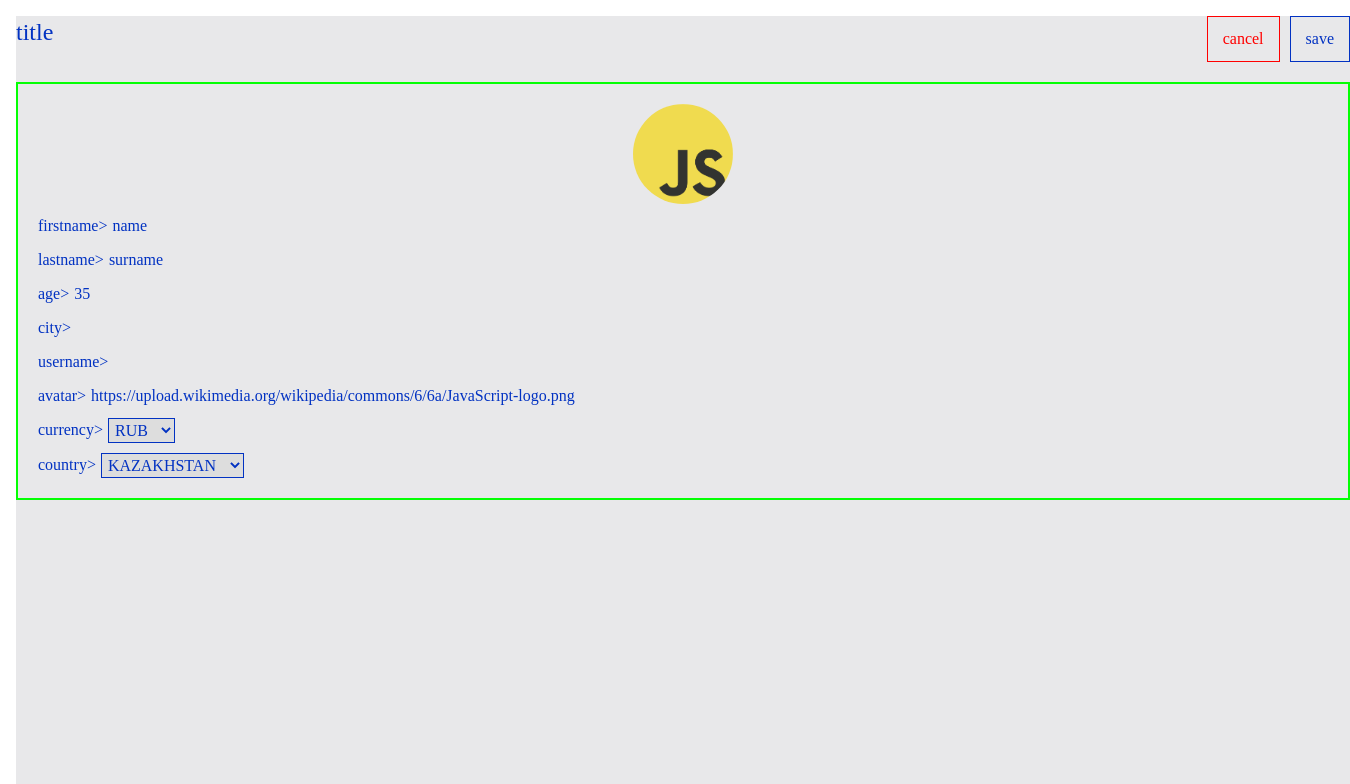 title
cancel
save
JS
firstname> name
lastname> surname
age> 35
city>
username>
avatar> https://upload.wikimedia.org/wikipedia/commons/6/6a/JavaScript-logo.png
currency> RUB
country> KAZAKHSTAN